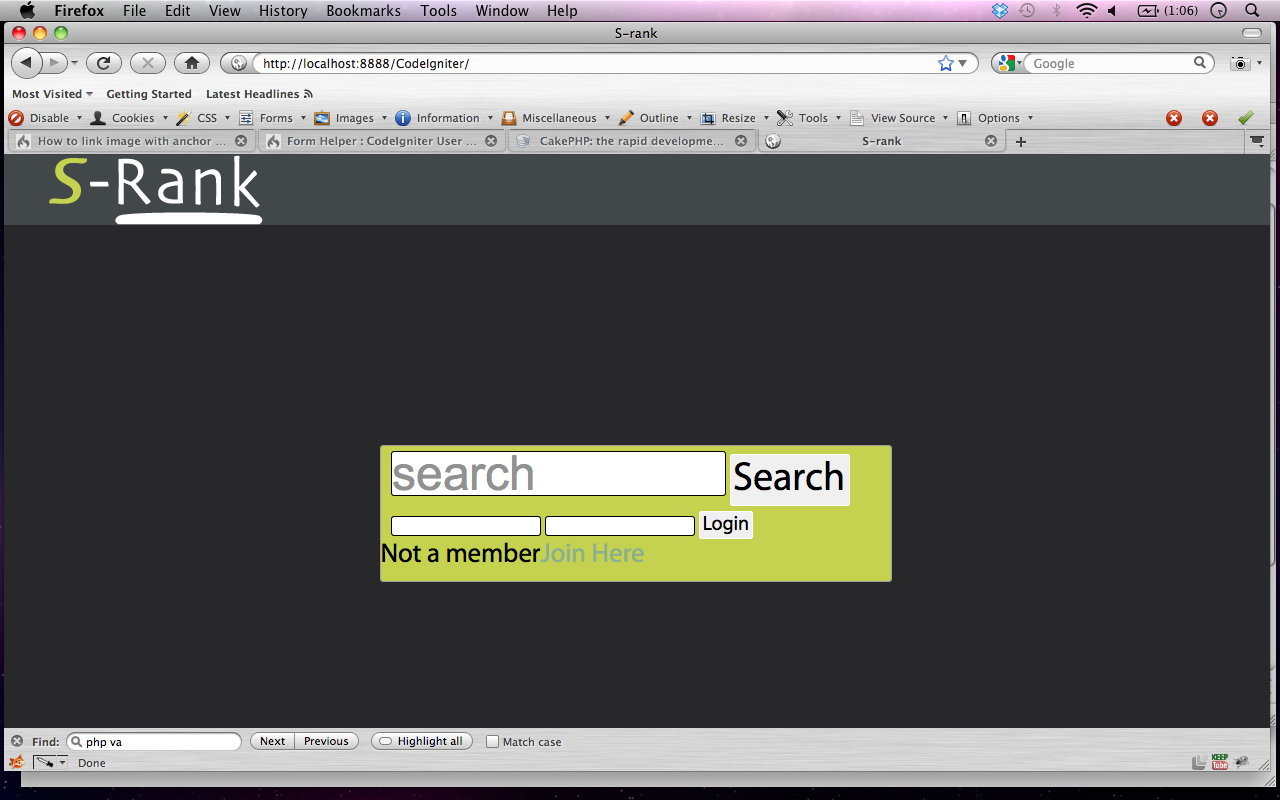 Firefox File Edit View History Bookmarks Tools Window Help (1:06)
S-rank
http://localhost:8888/CodeIgniter/ Google
Most Visited Getting Started Latest Headlines
Disable Cookies CSS Forms Images Information Miscellaneous Outline Resize Tools View Source Options
How to link image with anchor ... Form Helper : CodeIgniter User ... CakePHP: the rapid developme... S-rank
S-Rank
search Search
Login
Not a memberJoin Here
Find: php va Next Previous Highlight all Match case
Done KEEP Tube